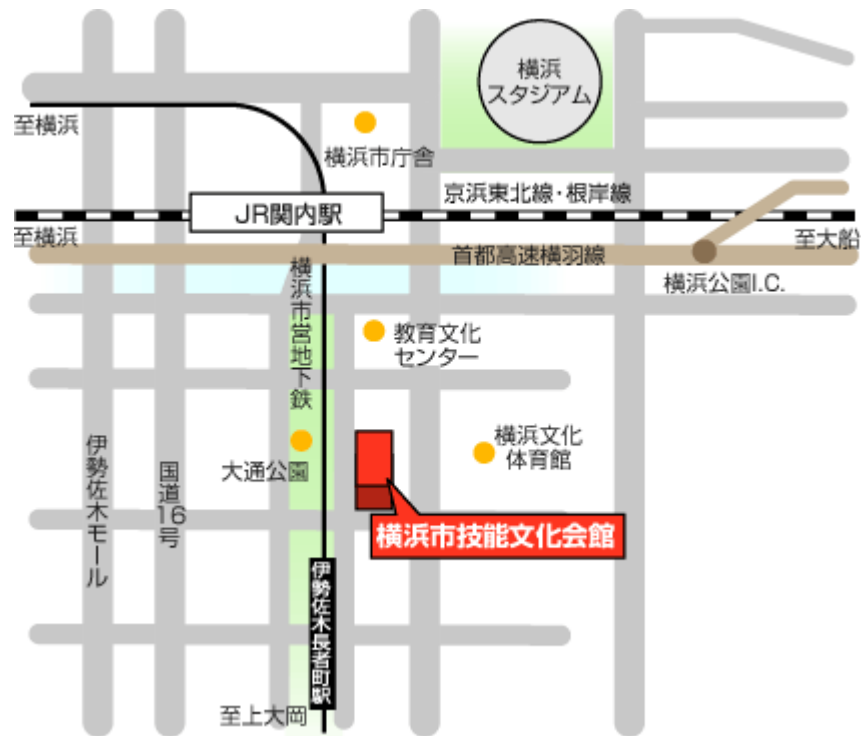 横浜
スタジアム
至横浜
横浜市庁舎
京浜東北線・根岸線
JR関内駅
至横浜
至大船
首都高速横羽線
横浜公園I.C.
横浜市営地下鉄
教育文化
センター
横浜文化
体育館
伊勢佐木モール
国道16号
大通公園
横浜市技能文化会館
伊勢佐木長者町駅
至上大岡